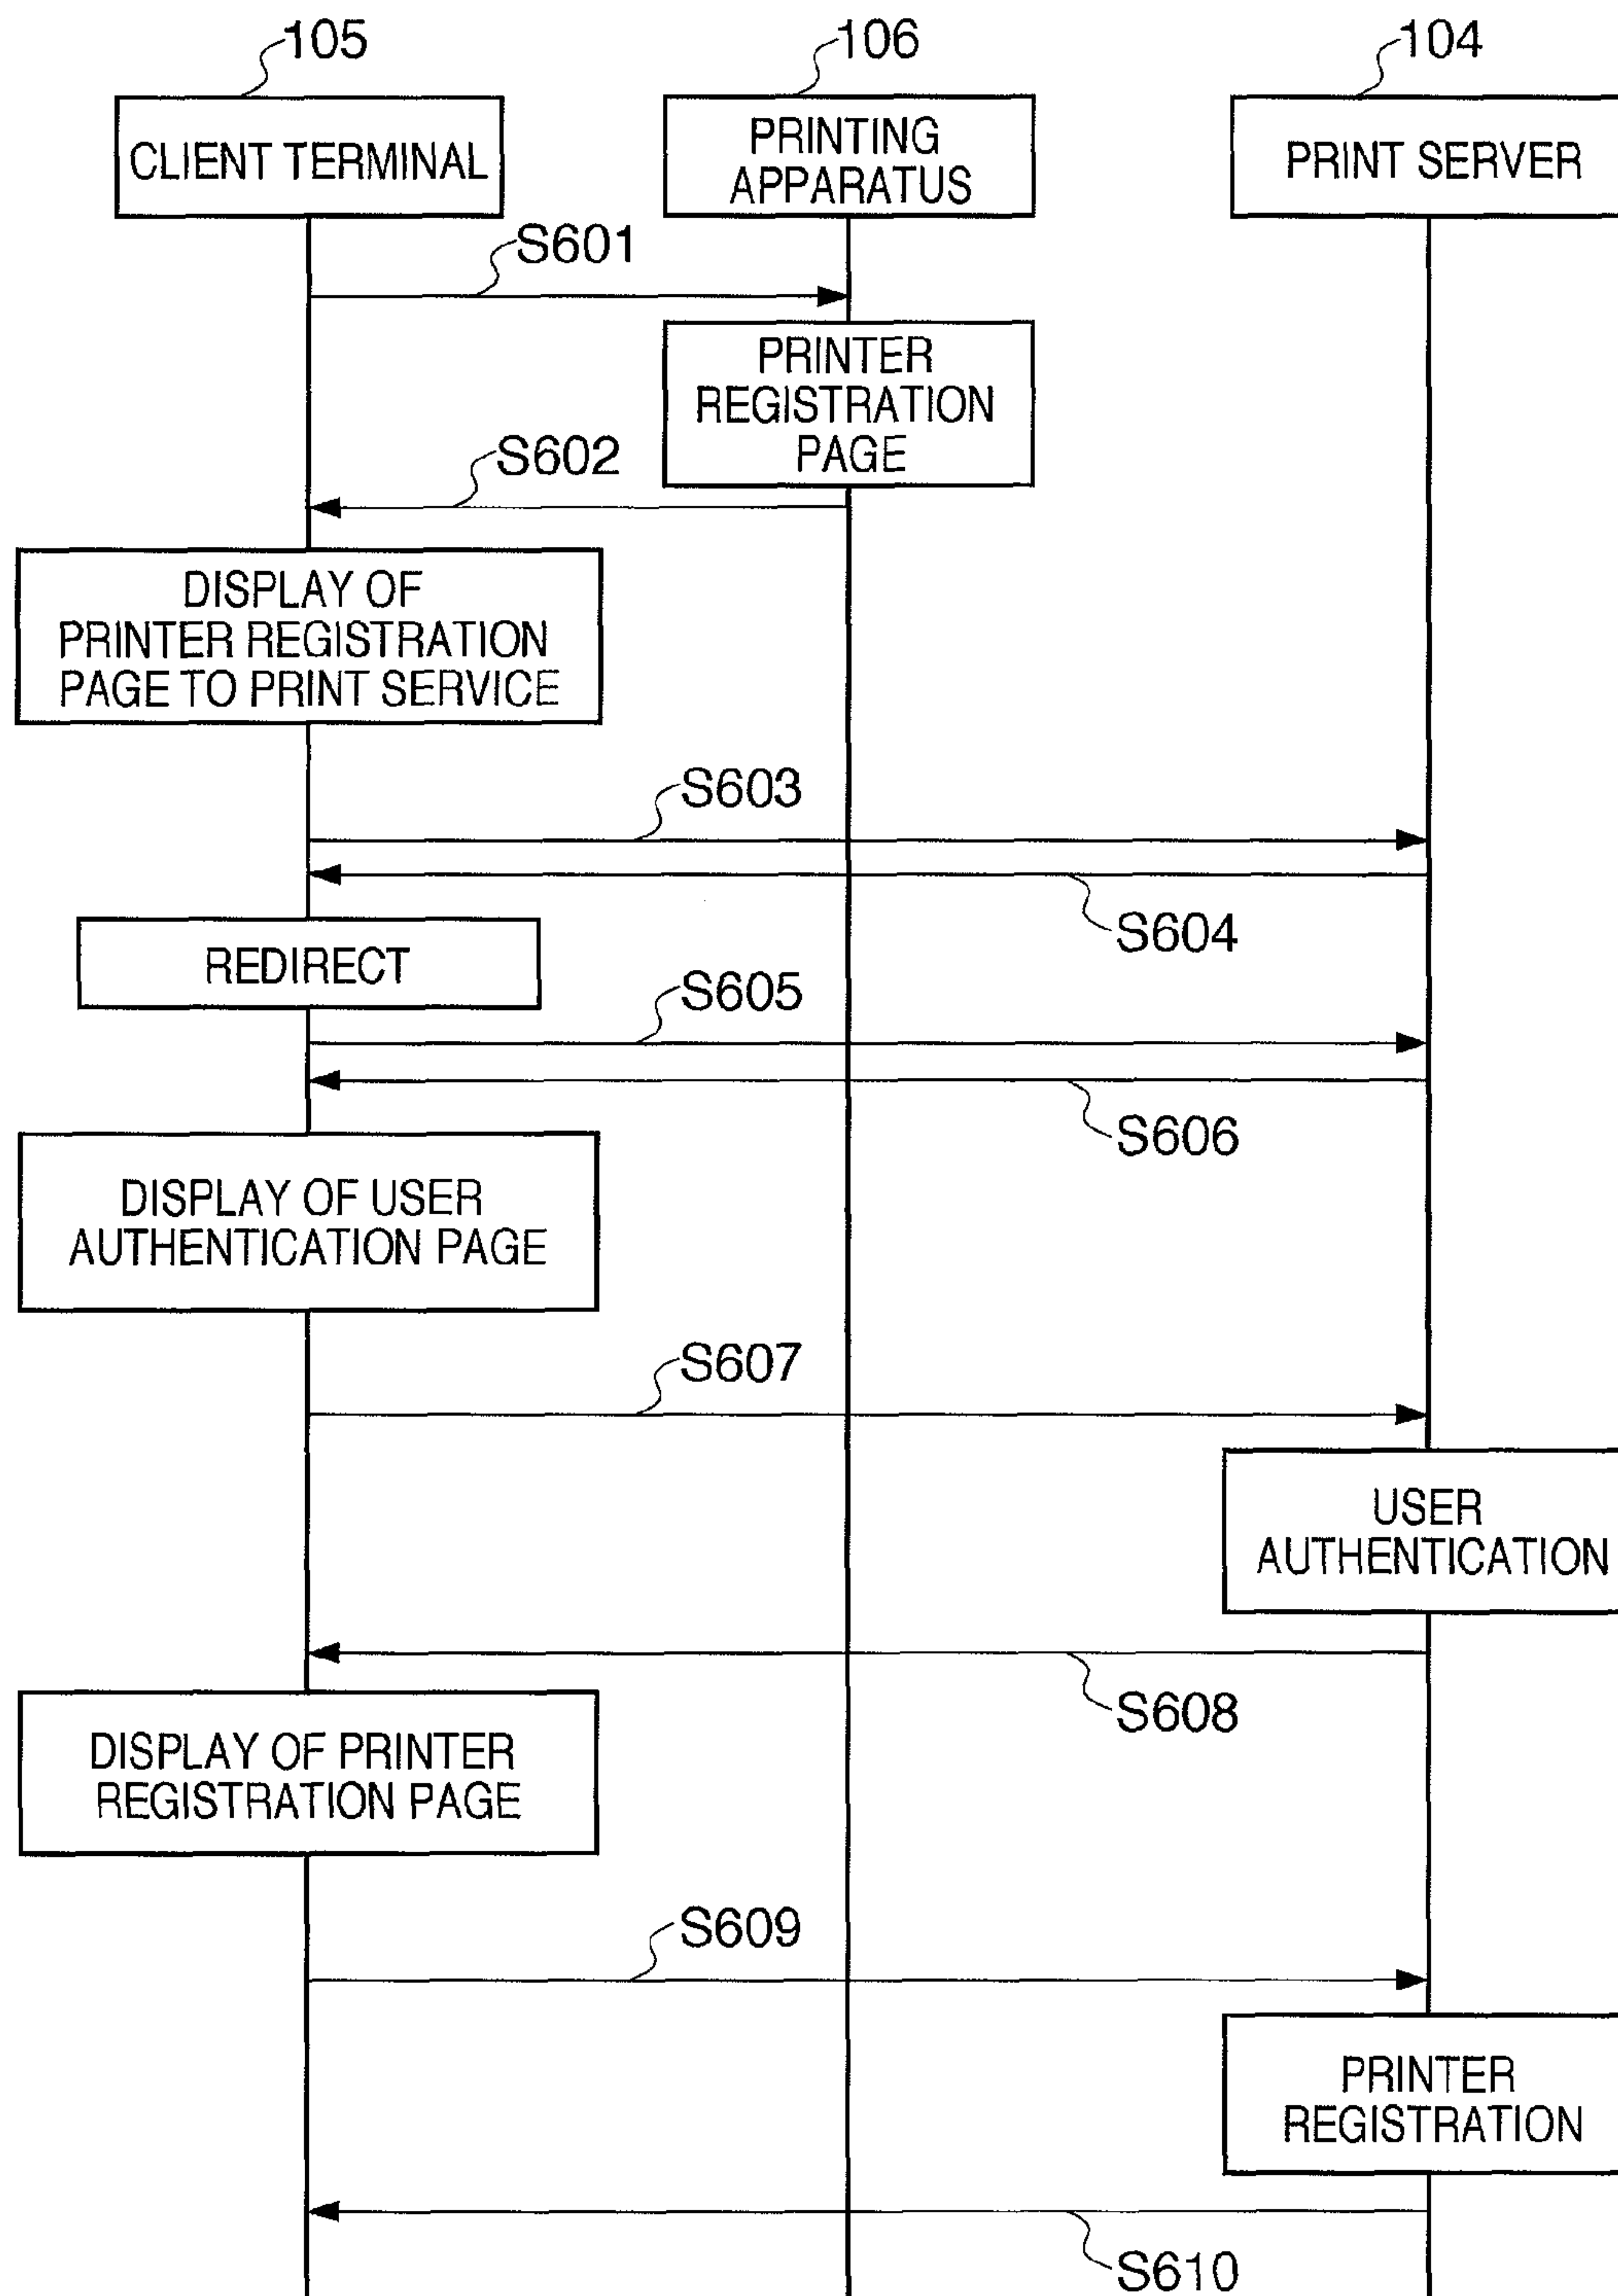 105
106
104
CLIENT TERMINAL
PRINTING
APPARATUS
PRINT SERVER
S601
PRINTER
REGISTRATION
PAGE
S602
DISPLAY OF
PRINTER REGISTRATION
PAGE TO PRINT SERVICE
S603
S604
REDIRECT
S605
S606
DISPLAY OF USER
AUTHENTICATION PAGE
S607
USER
AUTHENTICATION
S608
DISPLAY OF PRINTER
REGISTRATION PAGE
S609
PRINTER
REGISTRATION
S610